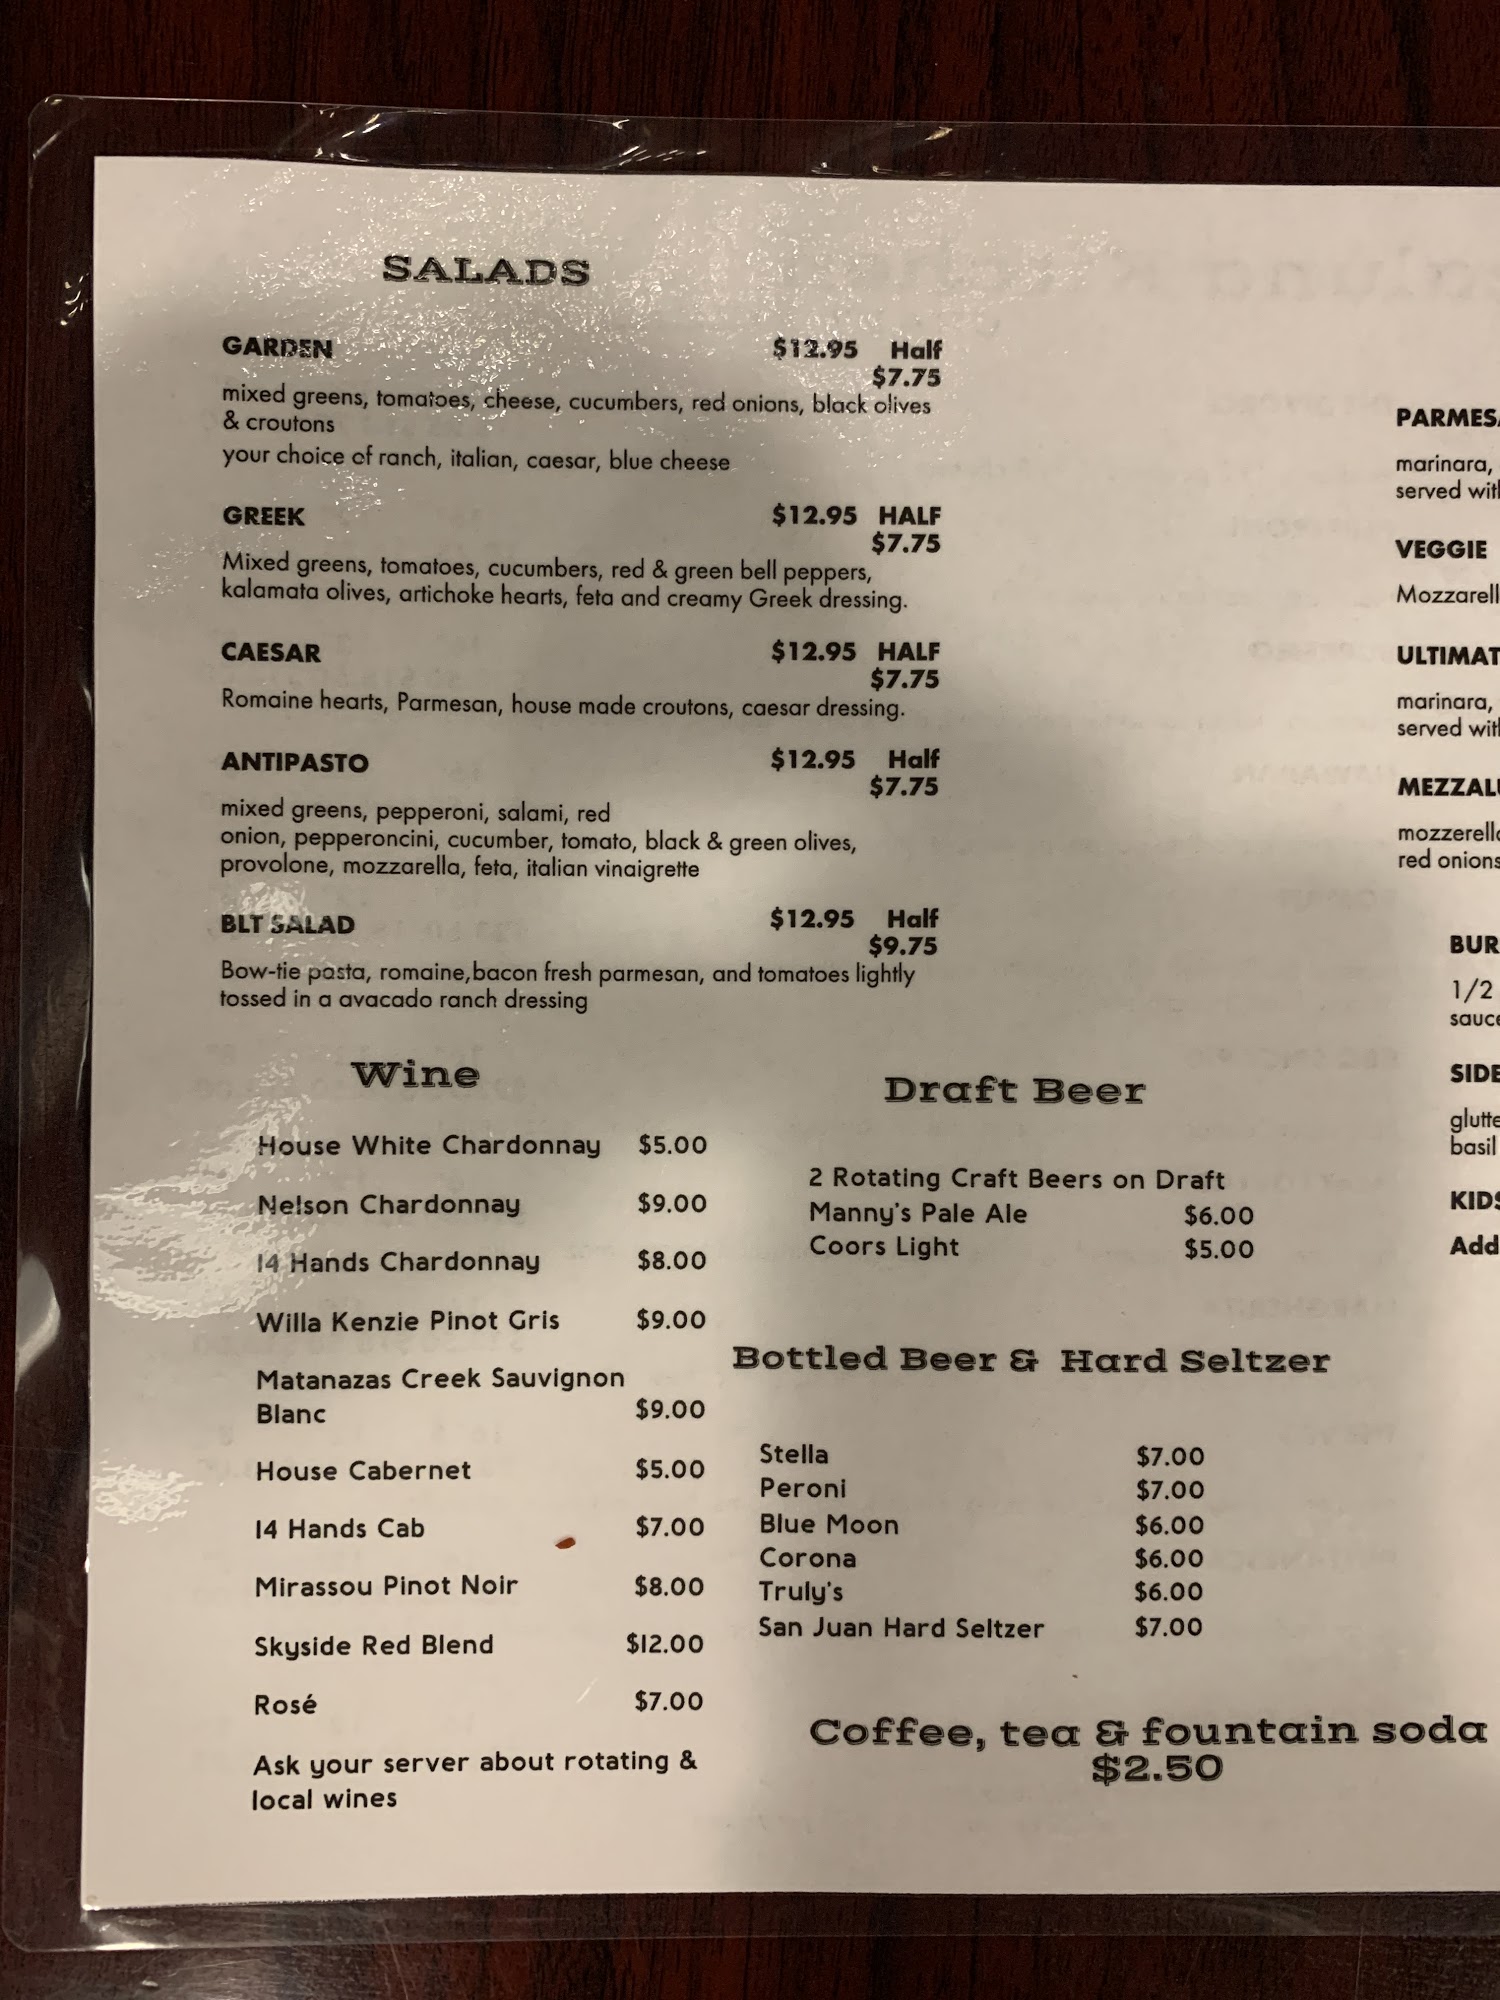 SALADS
GARDEN $12.95 Half
$7.75
mixed greens, tomatoes, cheese, cucumbers, red onions, black olives
& croutons
your choice of ranch, italian, caesar, blue cheese
GREEK $12.95 HALF
$7.75
Mixed greens, tomatoes, cucumbers, red & green bell peppers,
kalamata olives, artichoke hearts, feta and creamy Greek dressing.
CAESAR $12.95 HALF
$7.75
Romaine hearts, Parmesan, house made croutons, caesar dressing.
ANTIPASTO $12.95 Half
$7.75
mixed greens, pepperoni, salami, red
onion, pepperoncini, cucumber, tomato, black & green olives,
provolone, mozzarella, feta, italian vinaigrette
BLT SALAD $12.95 Half
$9.75
Bow-tie pasta, romaine,bacon fresh parmesan, and tomatoes lightly
tossed in a avacado ranch dressing
Wine
House White Chardonnay $5.00
Nelson Chardonnay $9.00
14 Hands Chardonnay $8.00
Willa Kenzie Pinot Gris $9.00
Matanazas Creek Sauvignon
Blanc $9.00
House Cabernet $5.00
14 Hands Cab $7.00
Mirassou Pinot Noir $8.00
Skyside Red Blend $12.00
Rosé $7.00
Ask your server about rotating &
local wines
Draft Beer
2 Rotating Craft Beers on Draft
Manny's Pale Ale $6.00
Coors Light $5.00
Bottled Beer & Hard Seltzer
Stella $7.00
Peroni $7.00
Blue Moon $6.00
Corona $6.00
Truly's $6.00
San Juan Hard Seltzer $7.00
Coffee, tea & fountain soda
$2.50
marinara,
served
VEGGIE
marinara,
served
red onions
1/2
basil
Add